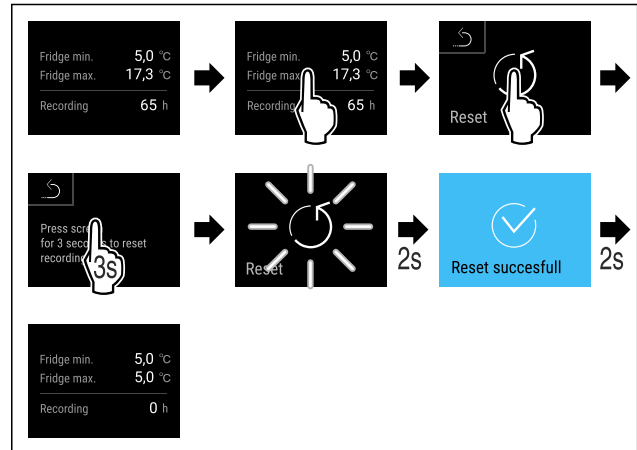 Fridge min. 5,0 °C
Fridge max. 17,3 °C
Recording 65 h
Fridge min. 5,0 °C
Fridge max 17,3 °C
Recording 65 h
Reset
Press scre
for 3 seco s to reset
recordin
3s
Reset
2s
Reset succesfull
2s
Fridge min. 5,0 °C
Fridge max. 5,0 °C
Recording 0 h